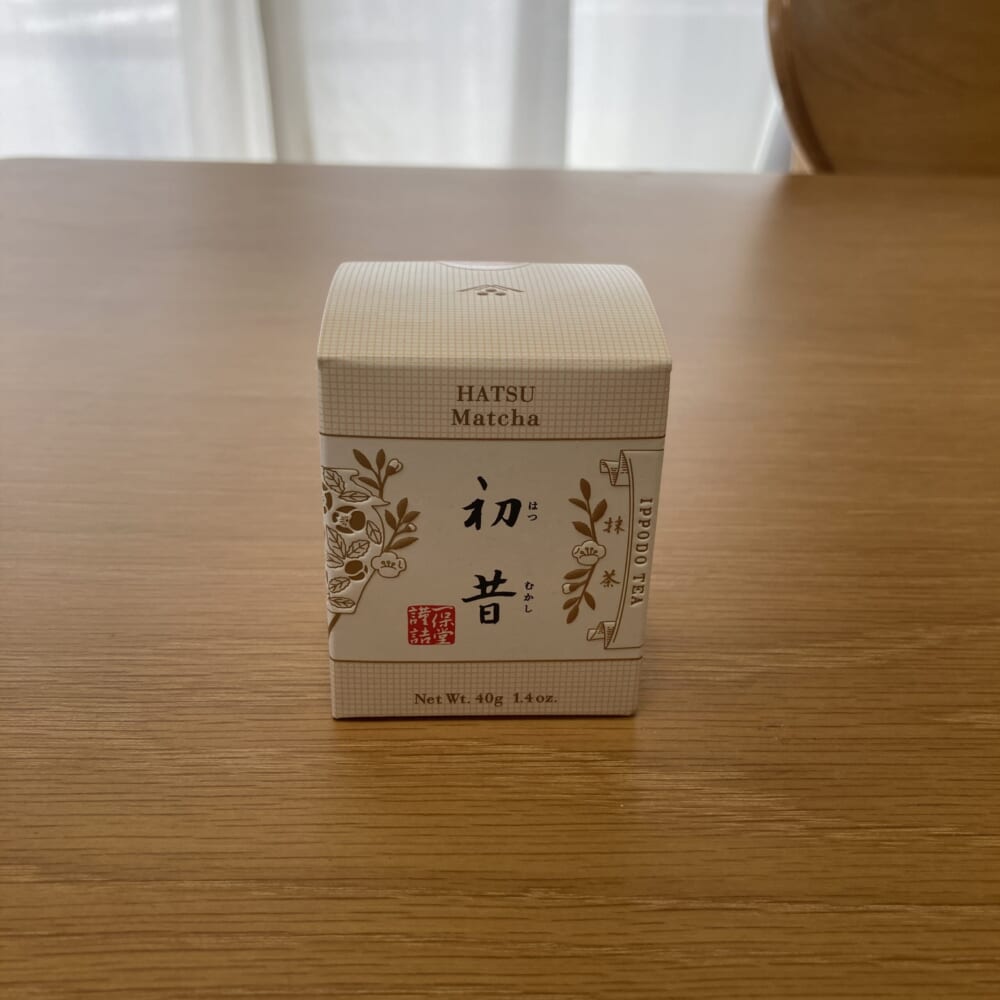 HATSU
Matcha
初昔
はつ
むかし
一保堂
謹詰
抹茶
IPPODO TEA
Net Wt. 40g 1.4 oz.